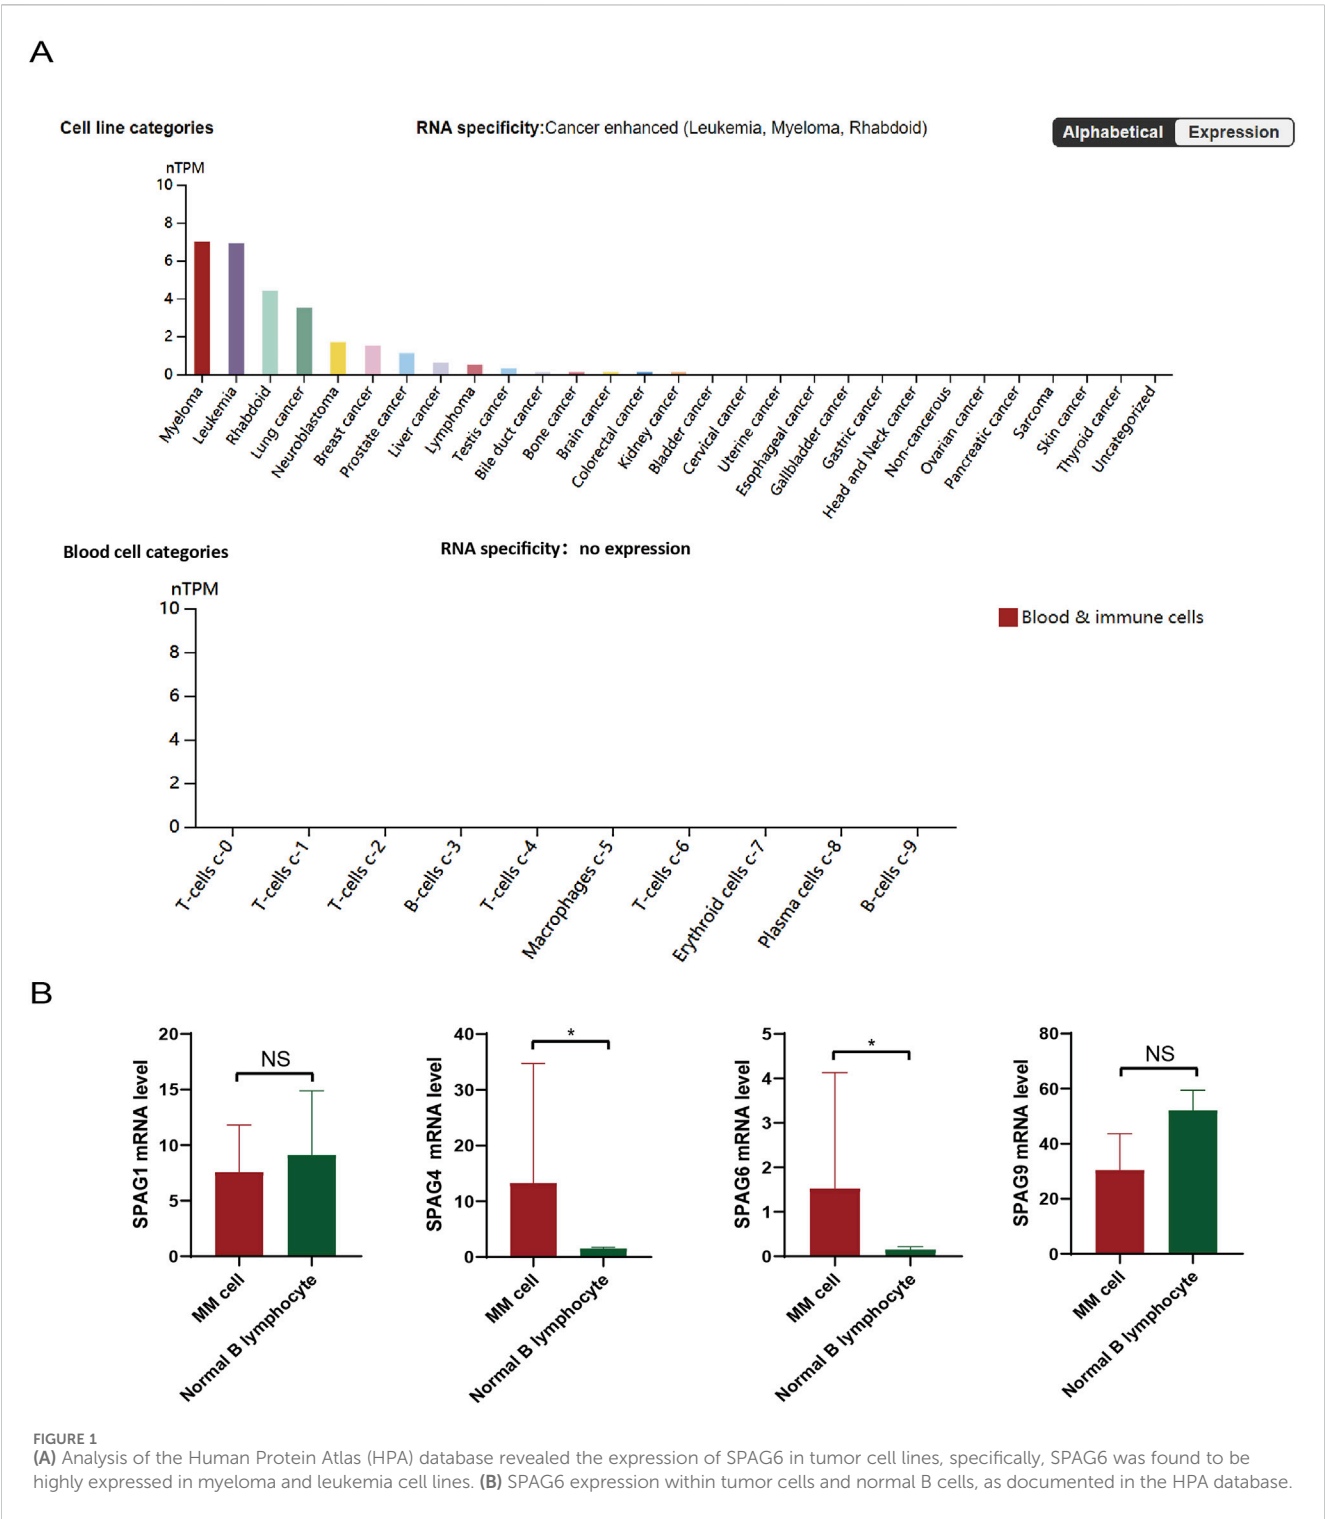 A
Cell line categories
RNA specificity:Cancer enhanced (Leukemia, Myeloma, Rhabdoid)
Alphabetical Expression
nTPM
10
8
6
4
2
0
Myeloma
Leukemia
Rhabdoid
Lung cancer
Neuroblastoma
Breast cancer
Prostate cancer
Liver cancer
Lymphoma
Testis cancer
Bile duct cancer
Bone cancer
Brain cancer
Colorectal cancer
Kidney cancer
Bladder cancer
Cervical cancer
Uterine cancer
Esophageal cancer
Gallbladder cancer
Gastric cancer
Head and Neck cancer
Non-cancerous
Ovarian cancer
Pancreatic cancer
Sarcoma
Skin cancer
Thyroid cancer
Uncategorized
Blood cell categories
RNA specificity： no expression
nTPM
10
8
6
4
2
0
Blood & immune cells
T-cells c-0
T-cells c-1
T-cells c-2
B-cells c-3
T-cells c-4
Macrophages c-5
T-cells c-6
Erythroid cells c-7
Plasma cells c-8
B-cells c-9
B
SPAG1 mRNA level
20
15
10
5
0
NS
MM cell
Normal B lymphocyte
SPAG4 mRNA level
40
30
20
10
0
*
MM cell
Normal B lymphocyte
SPAG6 mRNA level
5
4
3
2
1
0
*
MM cell
Normal B lymphocyte
SPAG9 mRNA level
80
60
40
20
0
NS
MM cell
Normal B lymphocyte
FIGURE 1
(A) Analysis of the Human Protein Atlas (HPA) database revealed the expression of SPAG6 in tumor cell lines, specifically, SPAG6 was found to be
highly expressed in myeloma and leukemia cell lines. (B) SPAG6 expression within tumor cells and normal B cells, as documented in the HPA database.